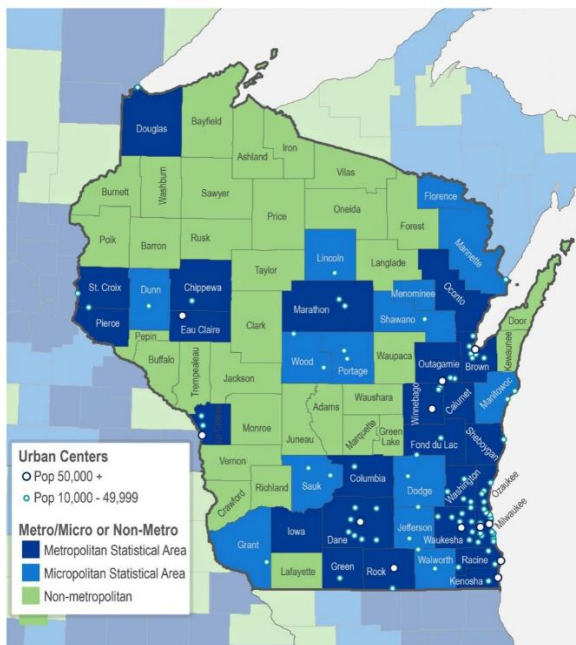 Douglas
Bayfield
Ashland
Iron
Vilas
Florence
Burnett
Washburn
Sawyer
Price
Oneida
Forest
Marinette
Polk
Barron
Rusk
Lincoln
Langlade
Oconto
Taylor
St. Croix
Dunn
Chippewa
Marathon
Menominee
Shawano
Door
Pierce
Pepin
Eau Claire
Clark
Kewaunee
Buffalo
Trempealeau
Jackson
Wood
Portage
Waupaca
Outagamie
Brown
Winnebago
Calumet
Manitowoc
La Crosse
Monroe
Juneau
Adams
Waushara
Marquette
Green
Lake
Fond du Lac
Sheboygan
Vernon
Crawford
Richland
Sauk
Columbia
Dodge
Washington
Ozaukee
Milwaukee
Grant
Iowa
Dane
Jefferson
Waukesha
Lafayette
Green
Rock
Walworth
Racine
Kenosha
Urban Centers
Pop 50,000 +
Pop 10,000 - 49,999
Metro/Micro or Non-Metro
Metropolitan Statistical Area
Micropolitan Statistical Area
Non-metropolitan